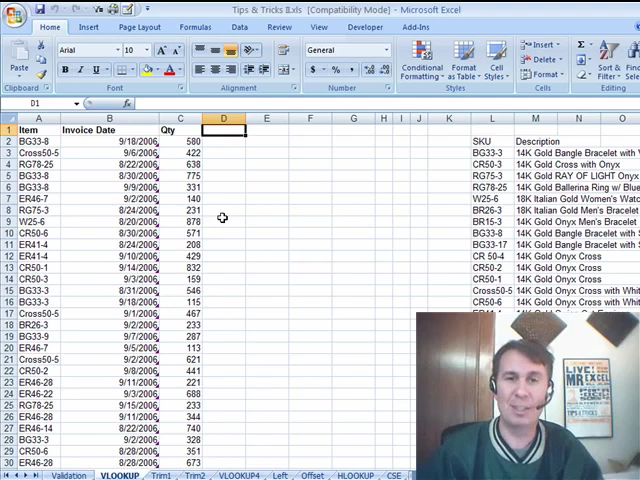 Tips & Tricks II.xls [Compatibility Mode] - Microsoft Excel
Home Insert Page Layout Formulas Data Review View Developer Add-Ins
Paste
Arial 10
B I U
General
$ % ,
Conditional Formatting
Format as Table
Cell Styles
Insert
Delete
Format
Σ
Sort & Filter
Clipboard Font Alignment Number Styles Cells
D1 fx
A B C D E F G H I J K L M N O
1 Item Invoice Date Qty
2 BG33-8 9/18/2006 580 SKU Description
3 Cross50-5 9/6/2006 422 BG33-3 14K Gold Bangle Bracelet with
4 RG78-25 8/22/2006 638 CR50-3 14K Gold Cross with Onyx
5 BG33-8 8/30/2006 775 RG75-3 14K Gold RAY OF LIGHT Onyx
6 BG33-8 9/9/2006 331 RG78-25 14K Gold Ballerina Ring w/ Blue
7 ER46-7 9/2/2006 140 W25-6 18K Italian Gold Women's Watch
8 RG75-3 8/24/2006 231 BR26-3 18K Italian Gold Men's Bracelet
9 W25-6 8/20/2006 878 BR15-3 14K Gold Onyx Men's Bracelet
10 CR50-6 8/30/2006 571 BG33-8 14K Gold Bangle Bracelet with
11 ER41-4 8/24/2006 208 BG33-17 14K Gold Bangle Bracelet with
12 ER41-4 9/10/2006 429 CR 50-4 14K Gold Onyx Cross
13 CR50-1 9/14/2006 832 CR50-2 14K Gold Onyx Cross
14 CR50-3 9/14/2006 159 CR50-1 14K Gold Onyx Cross
15 BG33-3 8/31/2006 546 Cross50-5 14K Gold Onyx Cross with Whit
16 BG33-3 9/18/2006 115 CR50-6 14K Gold Onyx Cross
17 Cross50-5 9/1/2006 467
18 BR26-3 9/2/2006 233
19 BG33-9 9/7/2006 287
20 ER46-7 9/5/2006 113
21 Cross50-5 9/2/2006 621
22 CR50-2 9/8/2006 441
23 ER46-28 9/11/2006 221
24 ER46-22 9/3/2006 688
25 RG78-25 9/15/2006 233
26 ER46-28 9/11/2006 344
27 ER46-14 8/22/2006 740
28 BG33-3 9/2/2006 328
29 CR50-6 8/28/2006 351
30 ER46-28 8/28/2006 673
LIVE!
MR EXCEL
TIPS & TRICKS
Validation VLOOKUP Trim1 Trim2 VLOOKUP4 Left Offset HLOOKUP CSE